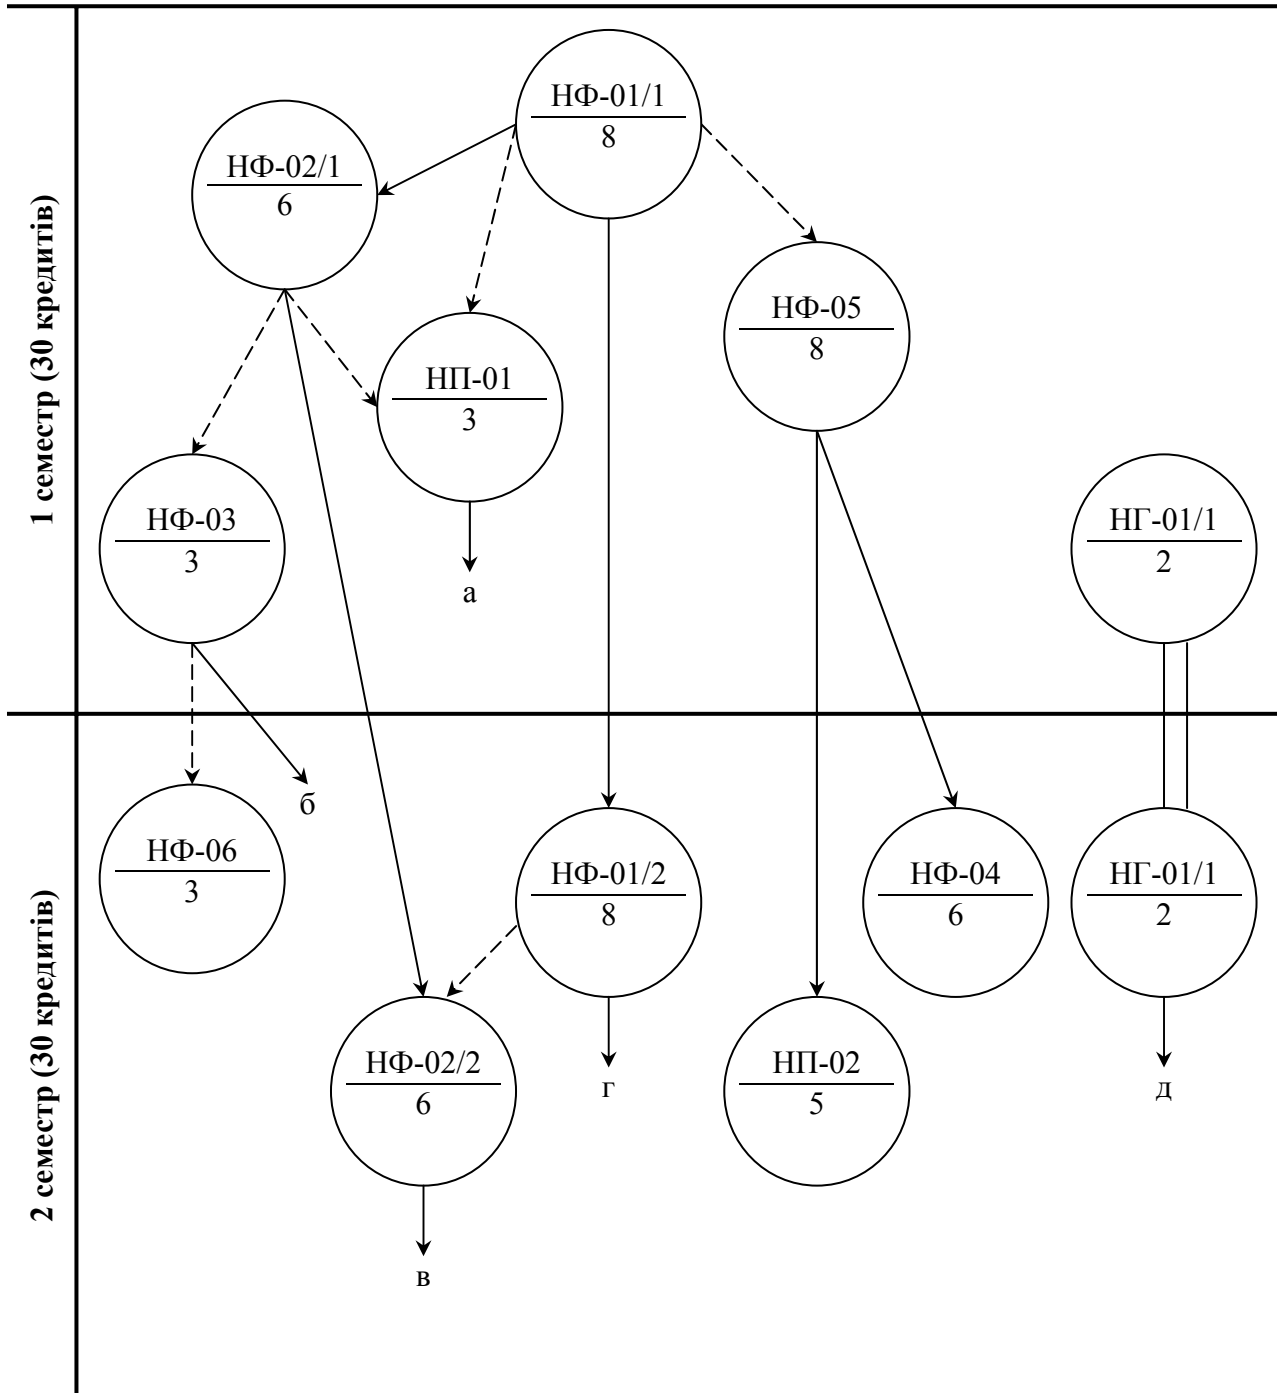 1 семестр (30 кредитів)
НФ-01/1
8
НФ-02/1
6
НФ-05
8
НП-01
3
НФ-03
3
НГ-01/1
2
а
2 семестр (30 кредитів)
б
НФ-06
3
НФ-01/2
8
НФ-04
6
НГ-01/1
2
НФ-02/2
6
НП-02
5
г
д
в